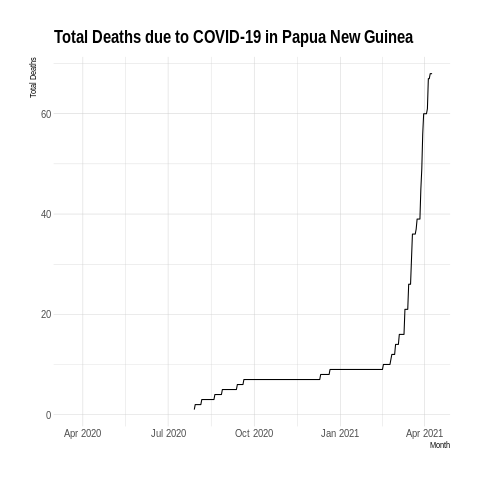 Total Deaths due to COVID-19 in Papua New Guinea
Total Deaths
60
40
20
0
Apr 2020 Jul 2020 Oct 2020 Jan 2021 Apr 2021
Month